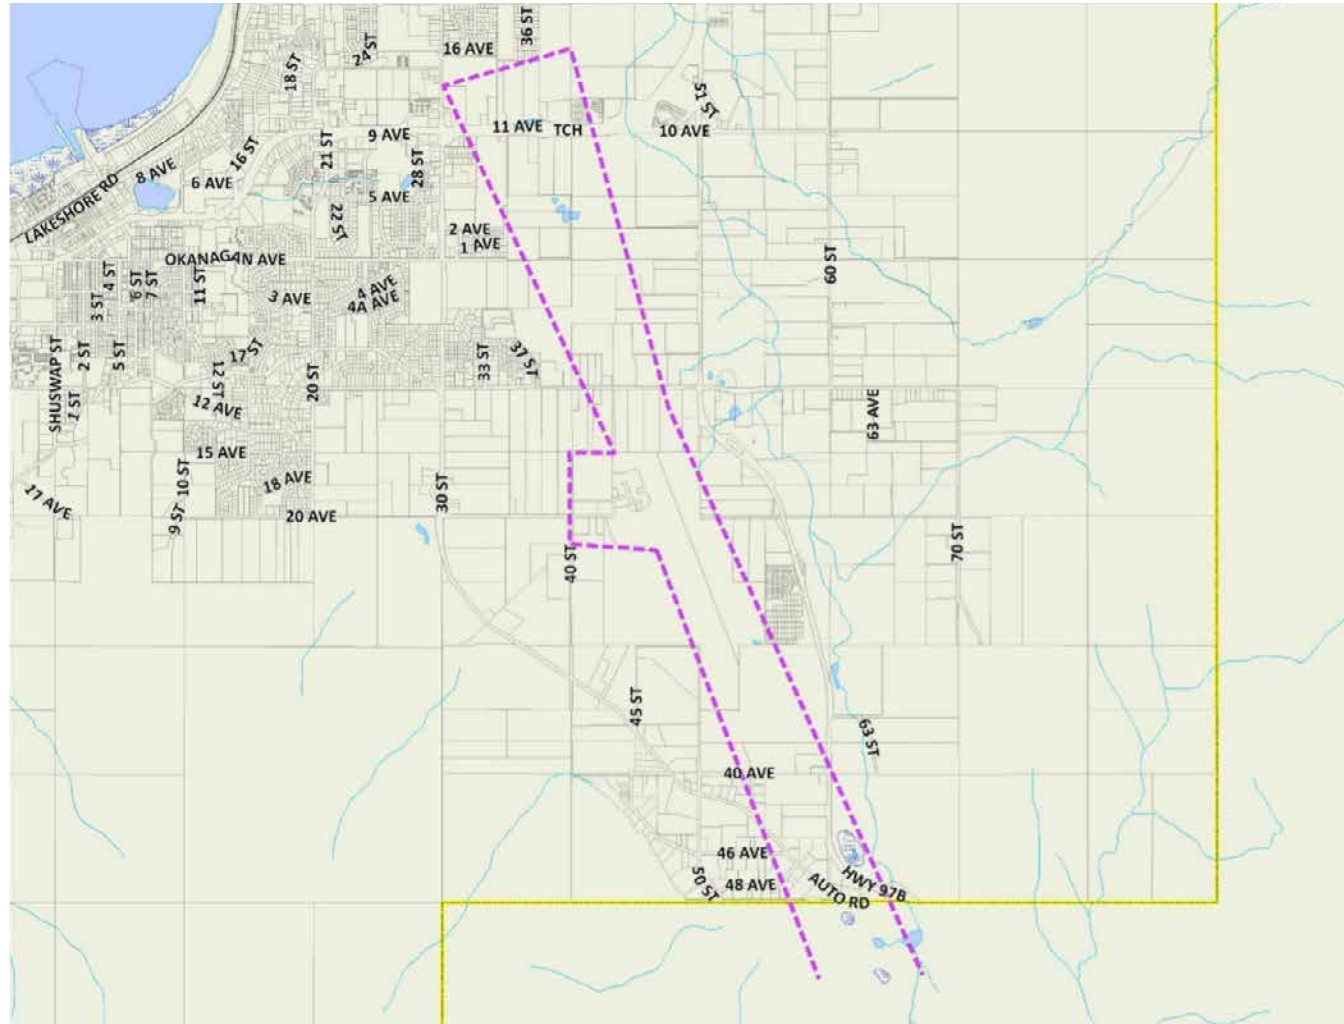 36 ST
24 ST
16 AVE
18 ST
51 ST
11 AVE
TCH
10 AVE
9 AVE
21 ST
16 ST
28 ST
8 AVE
6 AVE
5 AVE
LAKESHORE RD
22 ST
2 AVE
1 AVE
OKANAGAN AVE
60 ST
4 ST
6 ST
7 ST
11 ST
3 ST
3 AVE
4 AVE
4A AVE
SHUSWAP ST
2 ST
5 ST
17 ST
33 ST
37 ST
12 ST
20 ST
1 ST
12 AVE
63 AVE
15 AVE
10 ST
18 AVE
30 ST
17 AVE
9 ST
20 AVE
70 ST
40 ST
45 ST
63 ST
40 AVE
46 AVE
50 ST
48 AVE
AUTO RD
HWY 97B